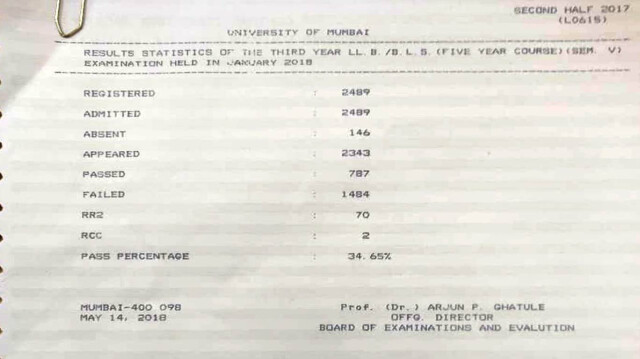 SECOND HALF 2017
(L0615)
UNIVERSITY OF MUMBAI
RESULTS STATISTICS OF THE THIRD YEAR LL.B./B.L.S.(FIVE YEAR COURSE)(SEM. V)
EXAMINATION HELD IN JANUARY 2018
REGISTERED : 2489
ADMITTED : 2489
ABSENT : 146
APPEARED : 2343
PASSED : 787
FAILED : 1484
RR2 : 70
RCC : 2
PASS PERCENTAGE : 34.65%
MUMBAI-400 098 Prof. (Dr.) ARJUN P. GHATULE
MAY 14, 2018 OFFG. DIRECTOR
BOARD OF EXAMINATIONS AND EVALUTION